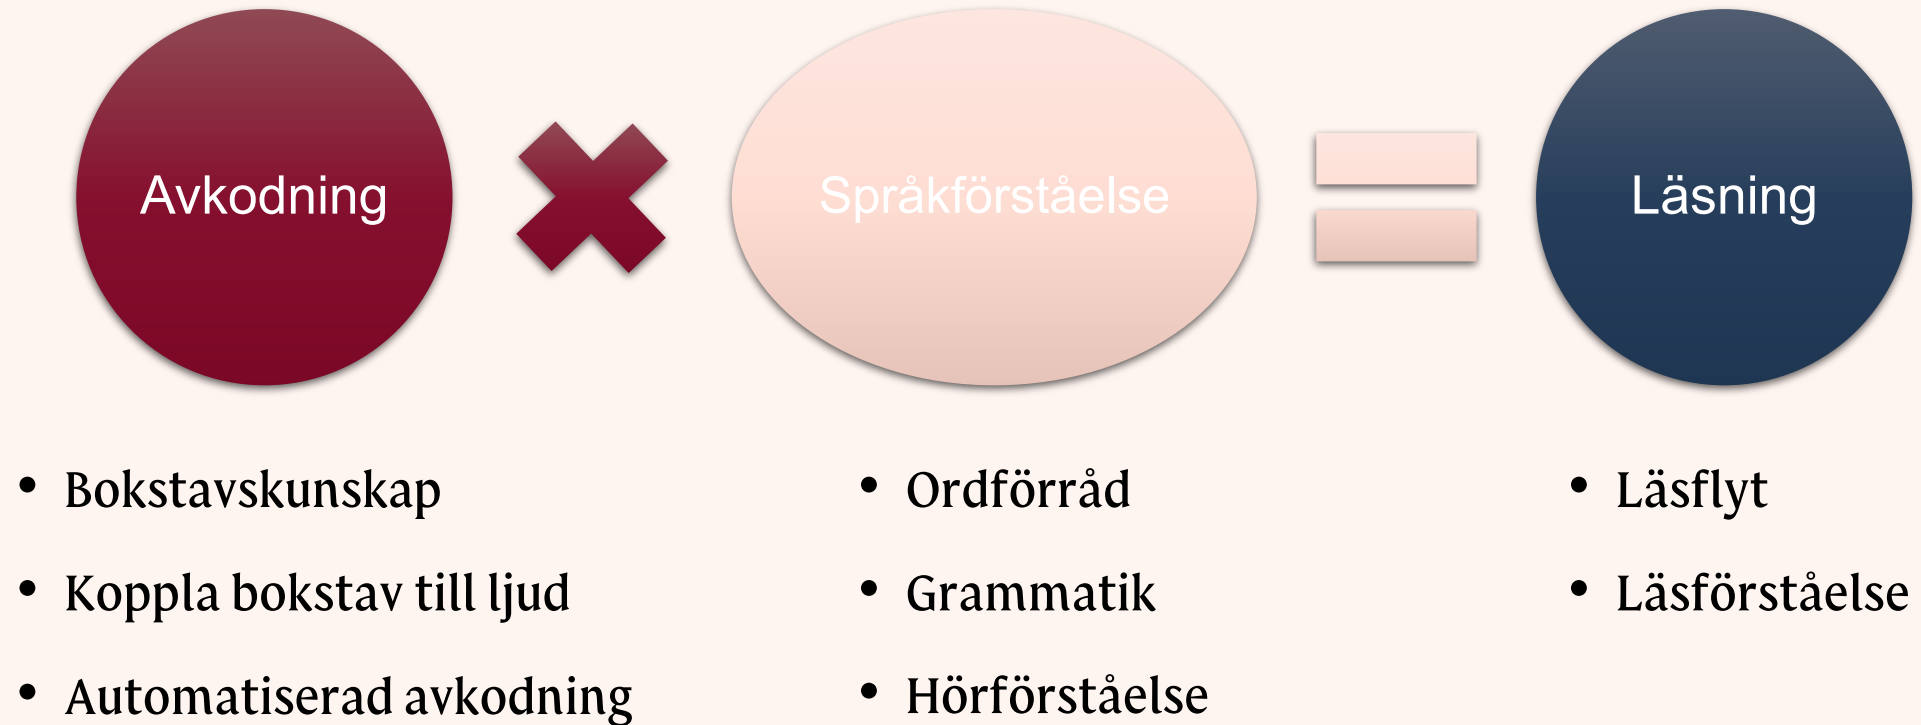 Avkodning
Språkförståelse
Läsning
• Bokstavskunskap
• Koppla bokstav till ljud
• Automatiserad avkodning
• Ordförråd
• Grammatik
• Hörförståelse
• Läsflyt
• Läsförståelse